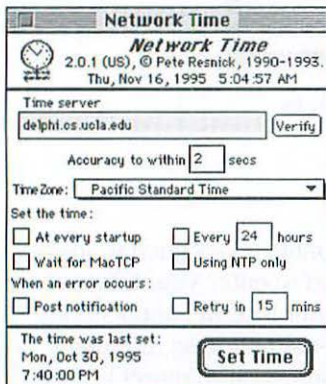 Network Time
Network Time
2.0.1 (US), © Pete Resnick, 1990-1993.
Thu, Nov 16, 1995 5:04:57 AM
Time server
delphi.cs.ucla.edu Verify
Accuracy to within 2 secs
Time Zone: Pacific Standard Time
Set the time:
At every startup Every 24 hours
Wait for MacTCP Using NTP only
When an error occurs:
Post notification Retry in 15 mins
The time was last set:
Mon, Oct 30, 1995
7:40:00 PM
Set Time